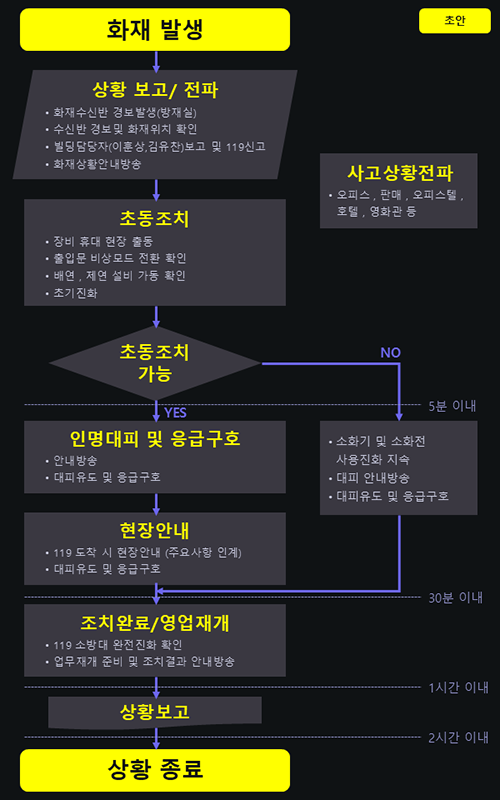 초안
화재 발생
상황 보고/ 전파
• 화재수신반 경보발생(방재실)
• 수신반 경보및 화재위치 확인
• 빌딩담당자(이훈상,김유찬)보고 및 119신고
• 화재상황안내방송
사고상황전파
• 오피스 , 판매 , 오피스텔 ,
호텔 , 영화관 등
초동조치
• 장비 휴대 현장 출동
• 출입문 비상모드 전환 확인
• 배연 , 제연 설비 가동 확인
• 초기진화
초동조치
가능
NO
YES
5분 이내
인명대피 및 응급구호
• 안내방송
• 대피유도 및 응급구호
• 소화기 및 소화전
사용진화 지속
• 대피 안내방송
• 대피유도 및 응급구호
현장안내
• 119 도착 시 현장안내 (주요사항 인계)
• 대피유도 및 응급구호
30분 이내
조치완료/영업재개
• 119 소방대 완전진화 확인
• 업무재개 준비 및 조치결과 안내방송
1시간 이내
상황보고
2시간 이내
상황 종료